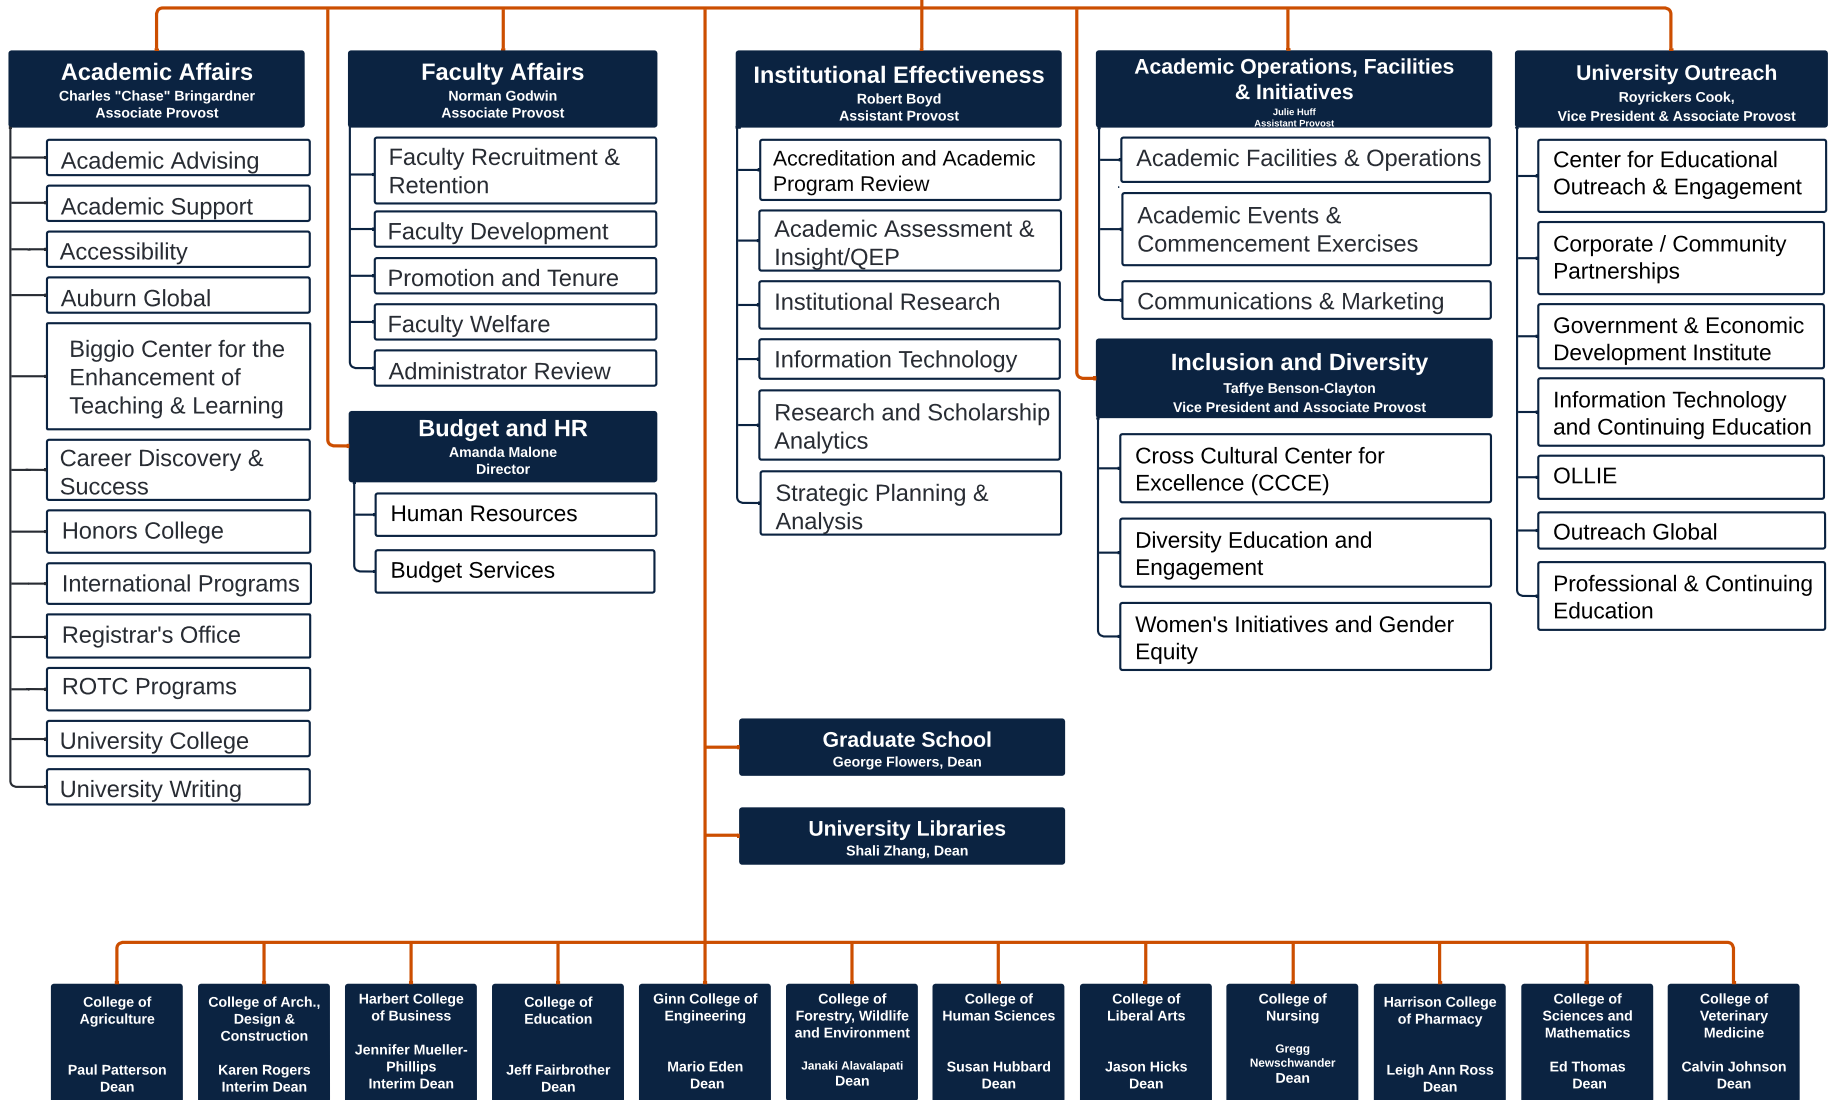 Academic Affairs
Charles "Chase" Bringardner
Associate Provost
Academic Advising
Academic Support
Accessibility
Auburn Global
Biggio Center for the
Enhancement of
Teaching & Learning
Career Discovery &
Success
Honors College
International Programs
Registrar's Office
ROTC Programs
University College
University Writing
Faculty Affairs
Norman Godwin
Associate Provost
Faculty Recruitment &
Retention
Faculty Development
Promotion and Tenure
Faculty Welfare
Administrator Review
Budget and HR
Amanda Malone
Director
Human Resources
Budget Services
Institutional Effectiveness
Robert Boyd
Assistant Provost
Accreditation and Academic
Program Review
Academic Assessment &
Insight/QEP
Institutional Research
Information Technology
Research and Scholarship
Analytics
Strategic Planning &
Analysis
Academic Operations, Facilities
& Initiatives
Julie Huff
Assistant Provost
Academic Facilities & Operations
Academic Events &
Commencement Exercises
Communications & Marketing
Inclusion and Diversity
Taffye Benson-Clayton
Vice President and Associate Provost
Cross Cultural Center for
Excellence (CCCE)
Diversity Education and
Engagement
Women's Initiatives and Gender
Equity
University Outreach
Royrickers Cook,
Vice President & Associate Provost
Center for Educational
Outreach & Engagement
Corporate / Community
Partnerships
Government & Economic
Development Institute
Information Technology
and Continuing Education
OLLIE
Outreach Global
Professional & Continuing
Education
Graduate School
George Flowers, Dean
University Libraries
Shali Zhang, Dean
College of
Agriculture
Paul Patterson
Dean
College of Arch.,
Design &
Construction
Karen Rogers
Interim Dean
Harbert College
of Business
Jennifer Mueller-
Phillips
Interim Dean
College of
Education
Jeff Fairbrother
Dean
Ginn College of
Engineering
Mario Eden
Dean
College of
Forestry, Wildlife
and Environment
Janaki Alavalapati
Dean
College of
Human Sciences
Susan Hubbard
Dean
College of
Liberal Arts
Jason Hicks
Dean
College of
Nursing
Gregg
Newschwander
Dean
Harrison College
of Pharmacy
Leigh Ann Ross
Dean
College of
Sciences and
Mathematics
Ed Thomas
Dean
College of
Veterinary
Medicine
Calvin Johnson
Dean